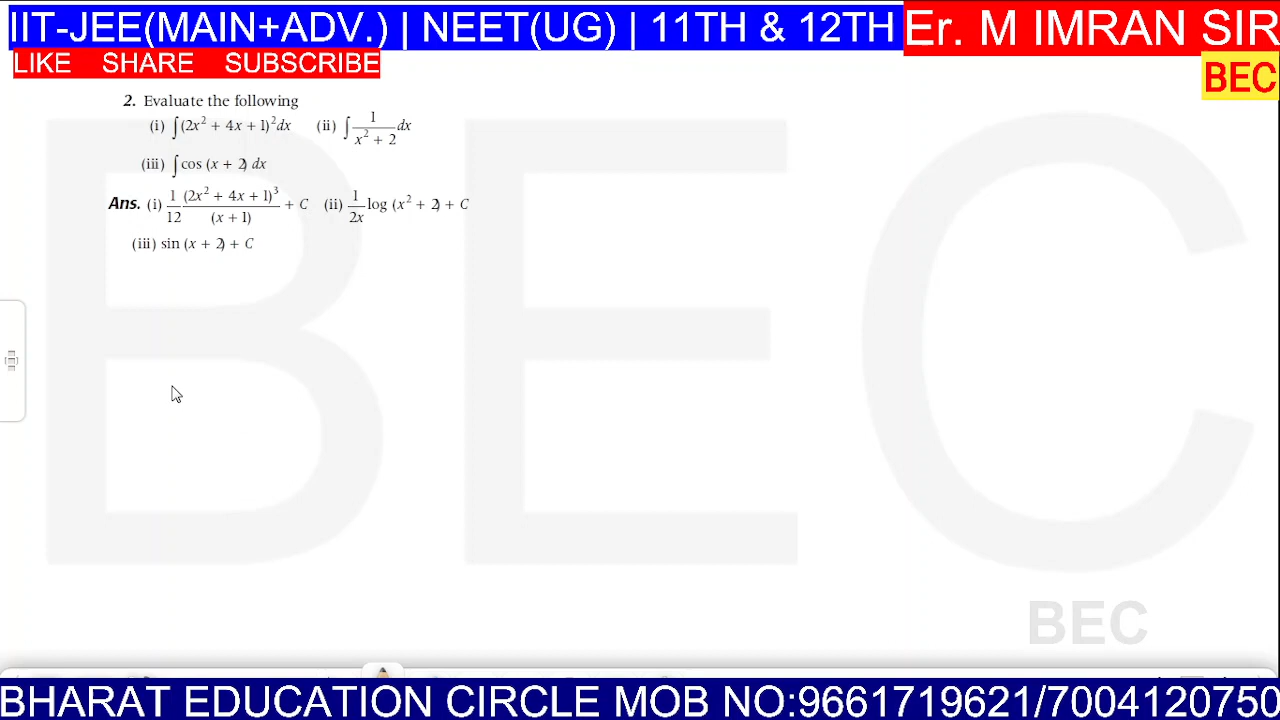 IIT-JEE(MAIN+ADV.) | NEET(UG) | 11TH & 12TH Er. M IMRAN SIR
LIKE SHARE SUBSCRIBE
BEC
2. Evaluate the following
(i) ∫(2x² + 4x + 1)²dx (ii) ∫ 1/(x² + 2) dx
(iii) ∫cos (x + 2) dx
Ans. (i) 1/12 (2x² + 4x + 1)³/(x + 1) + C (ii) 1/2x log (x² + 2) + C
(iii) sin (x + 2) + C
BEC
BEC
BHARAT EDUCATION CIRCLE MOB NO:9661719621/7004120750